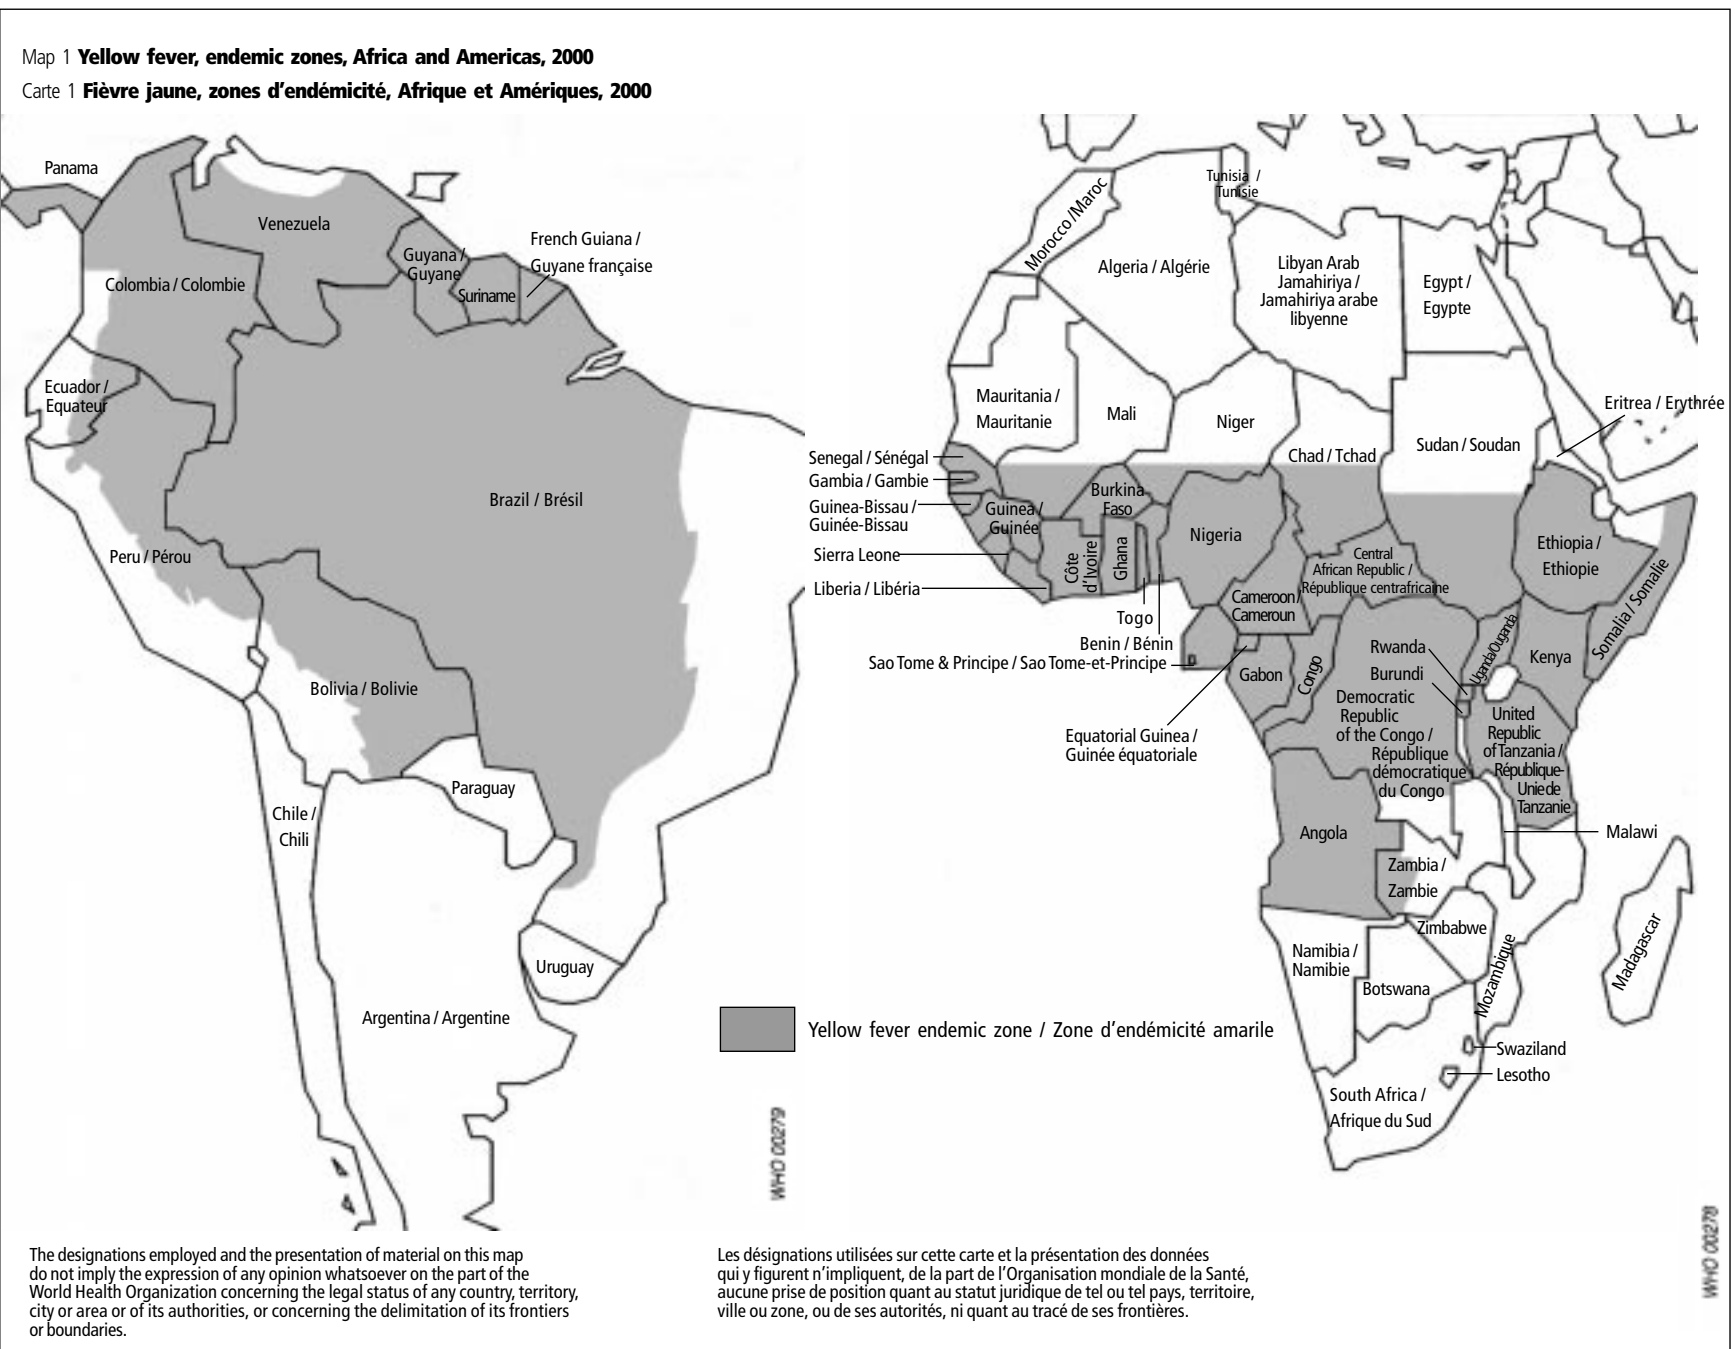 Map 1 Yellow fever, endemic zones, Africa and Americas, 2000
Carte 1 Fièvre jaune, zones d'endémicité, Afrique et Amériques, 2000
Panama
Venezuela
Guyana /
Guyane
French Guiana /
Guyane française
Suriname
Colombia / Colombie
Ecuador /
Equateur
Brazil / Brésil
Peru / Pérou
Bolivia / Bolivie
Paraguay
Chile /
Chili
Uruguay
Argentina / Argentine
WHO 00279
Tunisia /
Tunisie
Morocco / Maroc
Algeria / Algérie
Libyan Arab
Jamahiriya /
Jamahiriya arabe
libyenne
Egypt /
Egypte
Mauritania /
Mauritanie
Mali
Niger
Chad / Tchad
Sudan / Soudan
Eritrea / Erythrée
Senegal / Sénégal
Gambia / Gambie
Guinea-Bissau /
Guinée-Bissau
Guinea /
Guinée
Sierra Leone
Liberia / Libéria
Burkina
Faso
Côte
d'Ivoire
Ghana
Togo
Benin / Bénin
Nigeria
Sao Tome & Principe / Sao Tome-et-Principe
Cameroon /
Cameroun
Central
African Republic /
République centrafricaine
Ethiopia /
Ethiopie
Somalia / Somalie
Equatorial Guinea /
Guinée équatoriale
Gabon
Congo
Rwanda
Burundi
Uganda/Ouganda
Kenya
Democratic
Republic
of the Congo /
République
démocratique
du Congo
United
Republic
of Tanzania /
République-
Unie de
Tanzanie
Angola
Zambia /
Zambie
Malawi
Zimbabwe
Namibia /
Namibie
Botswana
Mozambique
Madagascar
Swaziland
Lesotho
South Africa /
Afrique du Sud
Yellow fever endemic zone / Zone d'endémicité amarile
WHO 00278
The designations employed and the presentation of material on this map
do not imply the expression of any opinion whatsoever on the part of the
World Health Organization concerning the legal status of any country, territory,
city or area or of its authorities, or concerning the delimitation of its frontiers
or boundaries.
Les désignations utilisées sur cette carte et la présentation des données
qui y figurent n'impliquent, de la part de l'Organisation mondiale de la Santé,
aucune prise de position quant au statut juridique de tel ou tel pays, territoire,
ville ou zone, ou de ses autorités, ni quant au tracé de ses frontières.